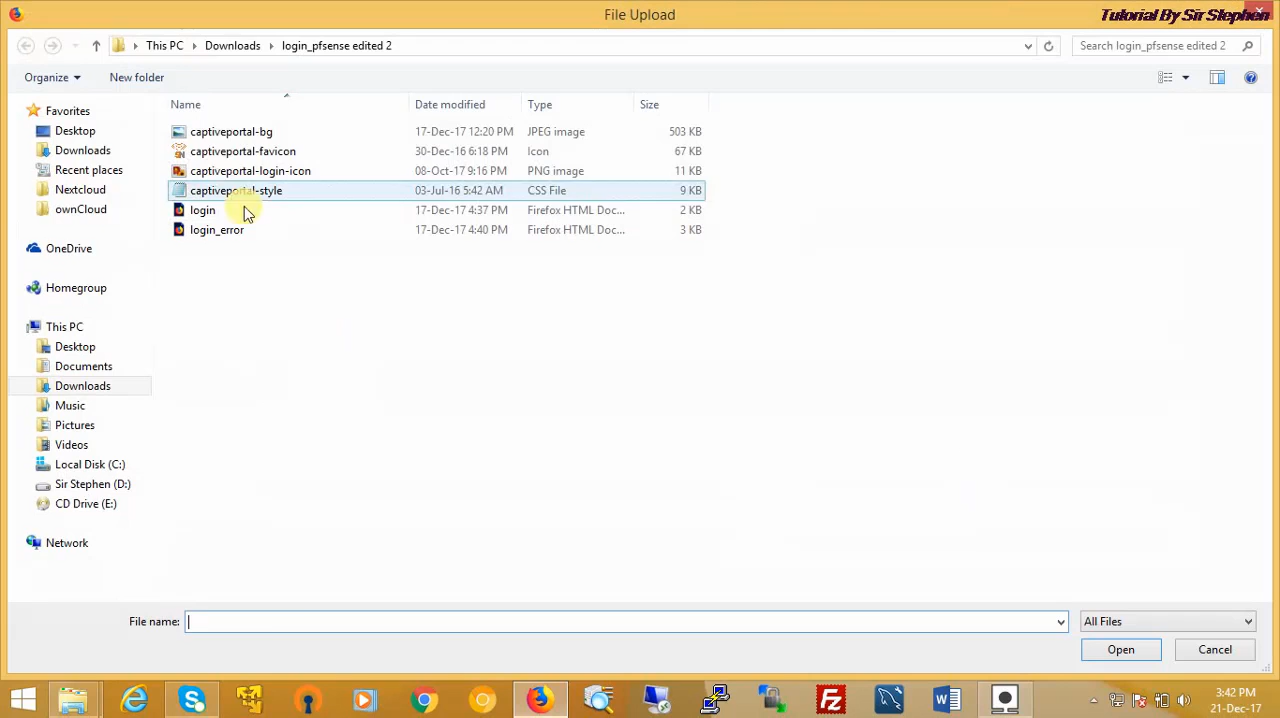 File Upload
Tutorial By Sir Stephen
This PC Downloads login_pfsense edited 2
Search login_pfsense edited 2
Organize New folder
Name Date modified Type Size
Favorites
Desktop
Downloads
Recent places
Nextcloud
ownCloud
OneDrive
Homegroup
This PC
Desktop
Documents
Downloads
Music
Pictures
Videos
Local Disk (C:)
Sir Stephen (D:)
CD Drive (E:)
Network
captiveportal-bg 17-Dec-17 12:20 PM JPEG image 503 KB
captiveportal-favicon 30-Dec-16 6:18 PM Icon 67 KB
captiveportal-login-icon 08-Oct-17 9:16 PM PNG image 11 KB
captiveportal-style 03-Jul-16 5:42 AM CSS File 9 KB
login 17-Dec-17 4:37 PM Firefox HTML Doc... 2 KB
login_error 17-Dec-17 4:40 PM Firefox HTML Doc... 3 KB
File name:
All Files
Open Cancel
3:42 PM
21-Dec-17